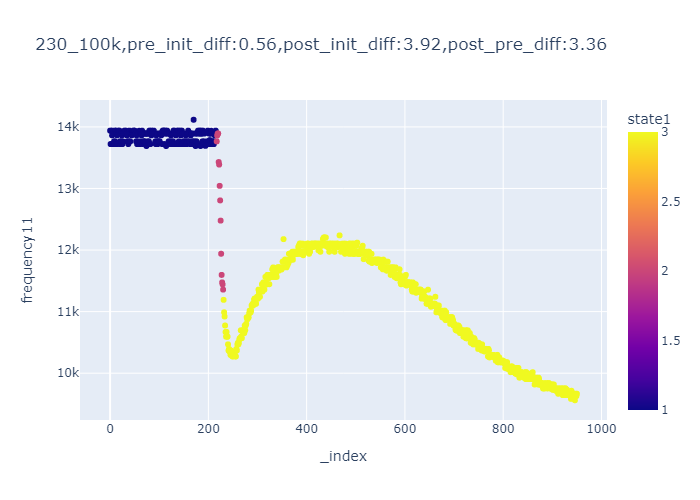 230_100k,pre_init_diff:0.56,post_init_diff:3.92,post_pre_diff:3.36
state1
14k
13k
12k
11k
10k
frequency11
0
200
400
600
800
1000
_index
3
2.5
2
1.5
1